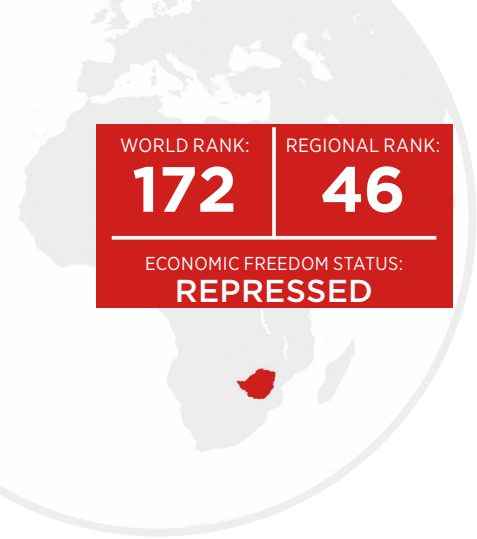 WORLD RANK:
172
REGIONAL RANK:
46
ECONOMIC FREEDOM STATUS:
REPRESSED